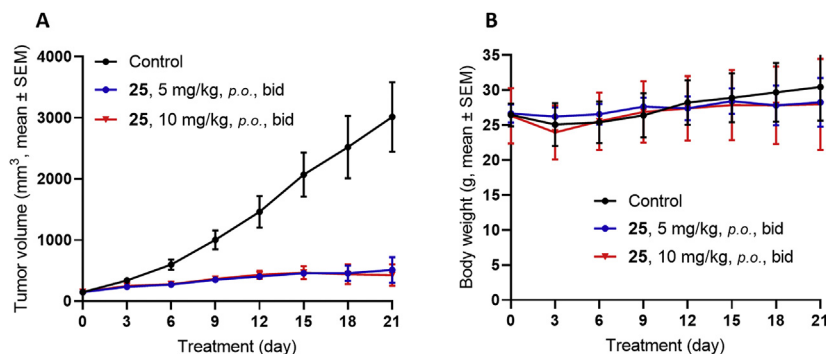 A
Tumor volume (mm³, mean ± SEM)
4000
3000
2000
1000
0
Control
25, 5 mg/kg, p.o., bid
25, 10 mg/kg, p.o., bid
0 3 6 9 12 15 18 21
Treatment (day)
B
Body weight (g, mean ± SEM)
35
30
25
20
15
10
5
0
Control
25, 5 mg/kg, p.o., bid
25, 10 mg/kg, p.o., bid
0 3 6 9 12 15 18 21
Treatment (day)